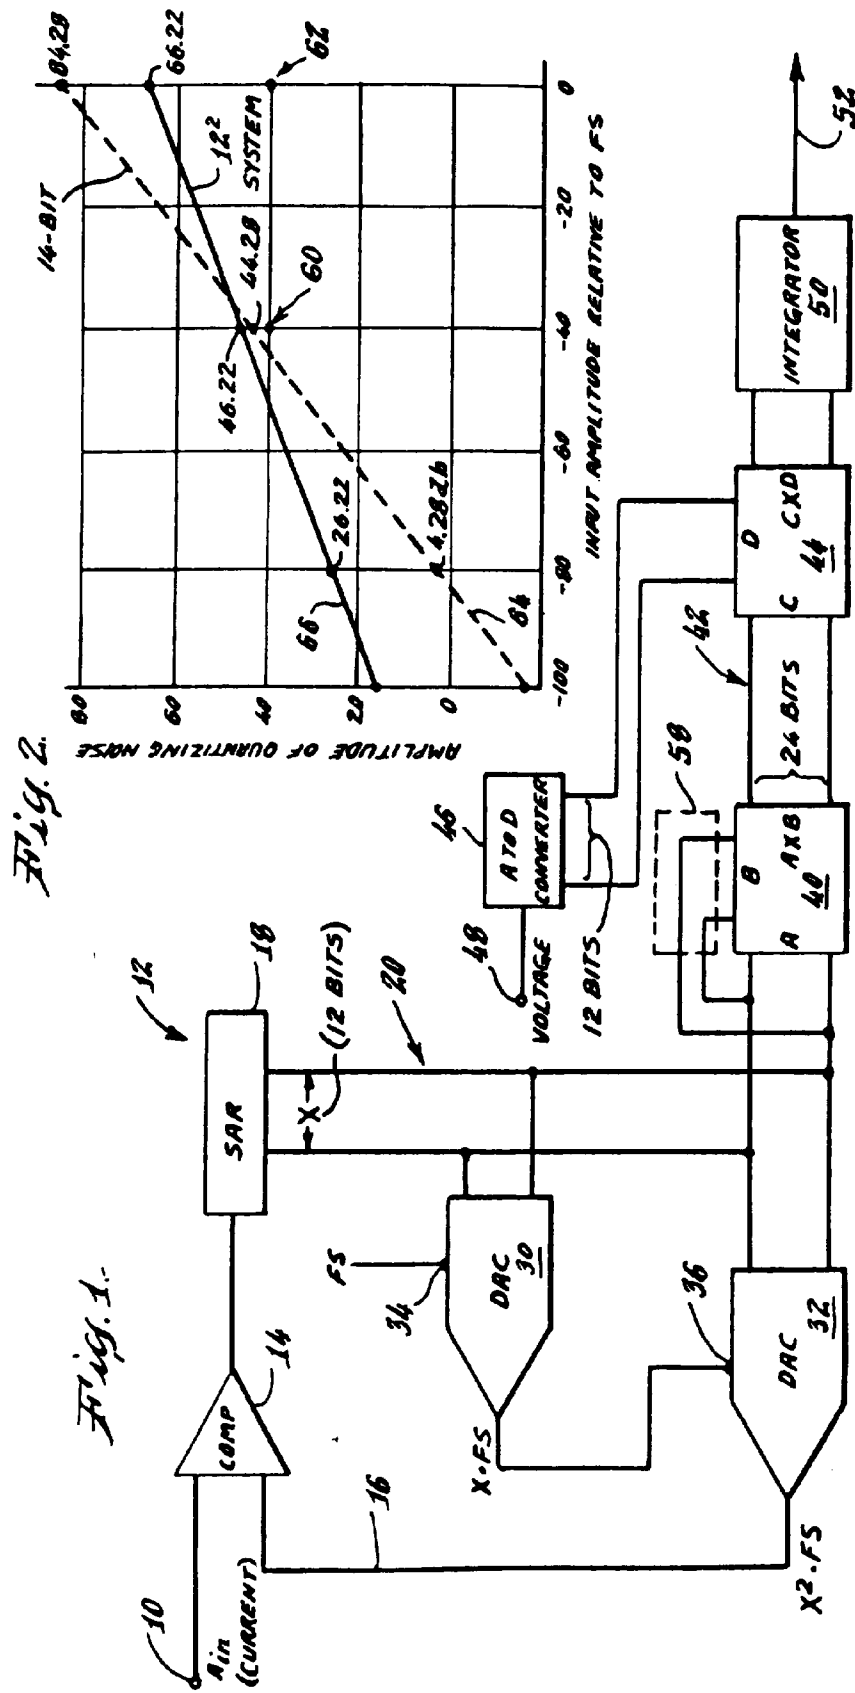 Fig. 1.
10
Ain
(CURRENT)
COMP
14
16
SAR
18
12
X
(12 BITS)
20
FS
34
DAC
30
X·FS
36
DAC
32
X²·FS
48
VOLTAGE
46
A TO D
CONVERTER
12 BITS
58
A
B
AXB
40
24 BITS
42
C
D
CXD
44
INTEGRATOR
50
52
Fig. 2.
AMPLITUDE OF QUANTIZING NOISE
80
60
40
20
0
14-BIT
84.28
66.22
12²
SYSTEM
62
46.22
44.28
60
26.22
4.28db
66
64
-100
-80
-60
-40
-20
0
INPUT AMPLITUDE RELATIVE TO FS